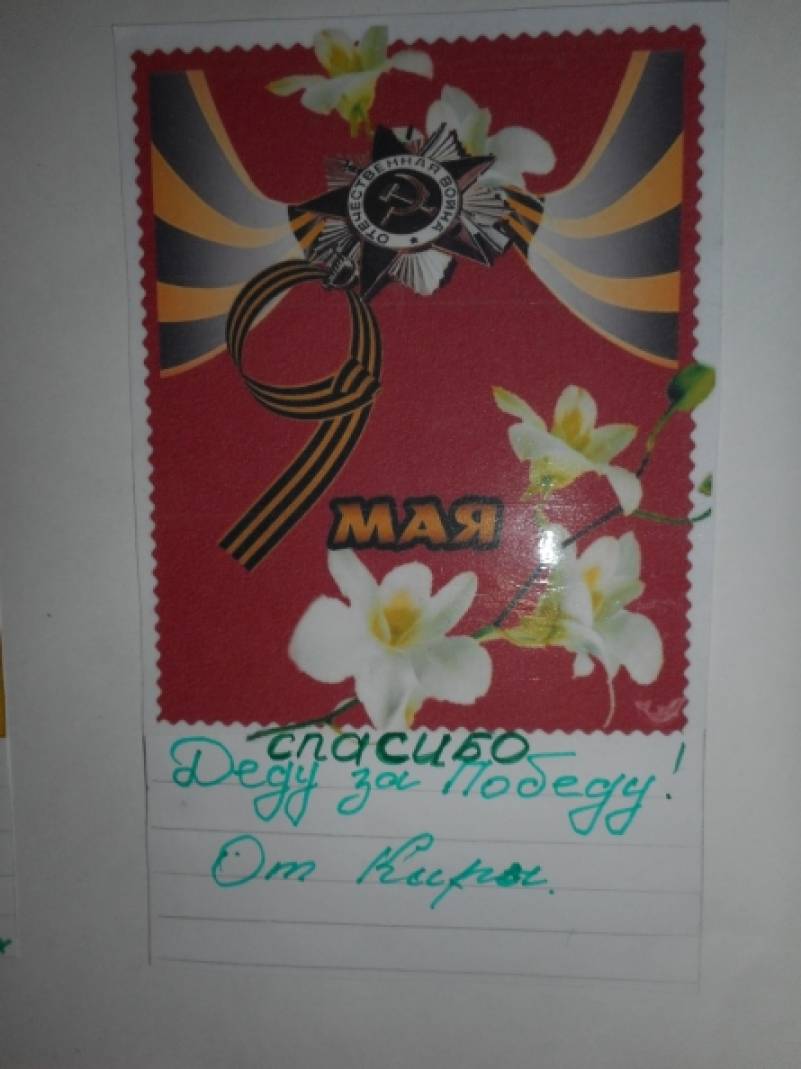 ОТЕЧЕСТВЕННАЯ ВОЙНА
9
МАЯ
спасибо
Деду за Победу!
От Киры.